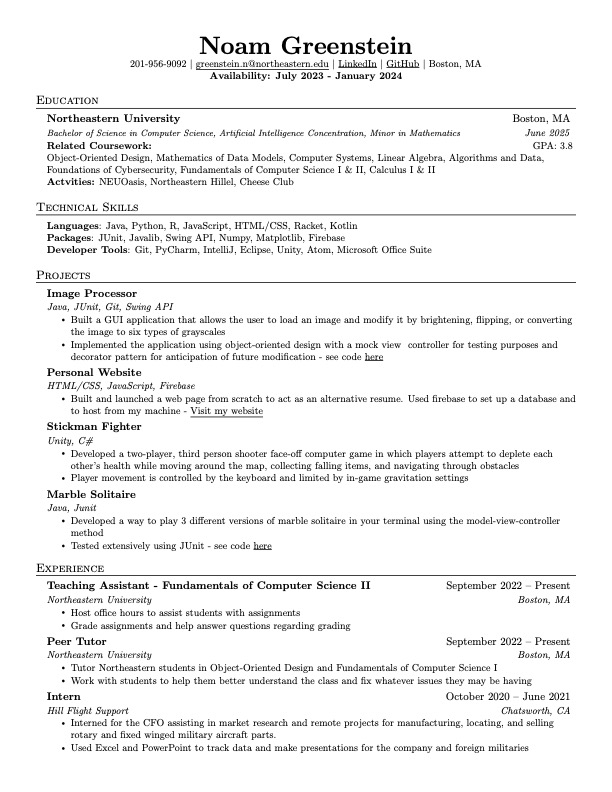 Noam Greenstein
201-956-9092 | greenstein.n@northeastern.edu | LinkedIn | GitHub | Boston, MA
Availability: July 2023 - January 2024
Education
Northeastern University Boston, MA
Bachelor of Science in Computer Science, Artificial Intelligence Concentration, Minor in Mathematics June 2025
Related Coursework: GPA: 3.8
Object-Oriented Design, Mathematics of Data Models, Computer Systems, Linear Algebra, Algorithms and Data,
Foundations of Cybersecurity, Fundamentals of Computer Science I & II, Calculus I & II
Actvities: NEUOasis, Northeastern Hillel, Cheese Club
Technical Skills
Languages: Java, Python, R, JavaScript, HTML/CSS, Racket, Kotlin
Packages: JUnit, Javalib, Swing API, Numpy, Matplotlib, Firebase
Developer Tools: Git, PyCharm, IntelliJ, Eclipse, Unity, Atom, Microsoft Office Suite
Projects
Image Processor
Java, JUnit, Git, Swing API
• Built a GUI application that allows the user to load an image and modify it by brightening, flipping, or converting
the image to six types of grayscales
• Implemented the application using object-oriented design with a mock view controller for testing purposes and
decorator pattern for anticipation of future modification - see code here
Personal Website
HTML/CSS, JavaScript, Firebase
• Built and launched a web page from scratch to act as an alternative resume. Used firebase to set up a database and
to host from my machine - Visit my website
Stickman Fighter
Unity, C#
• Developed a two-player, third person shooter face-off computer game in which players attempt to deplete each
other's health while moving around the map, collecting falling items, and navigating through obstacles
• Player movement is controlled by the keyboard and limited by in-game gravitation settings
Marble Solitaire
Java, Junit
• Developed a way to play 3 different versions of marble solitaire in your terminal using the model-view-controller
method
• Tested extensively using JUnit - see code here
Experience
Teaching Assistant - Fundamentals of Computer Science II September 2022 – Present
Northeastern University Boston, MA
• Host office hours to assist students with assignments
• Grade assignments and help answer questions regarding grading
Peer Tutor September 2022 – Present
Northeastern University Boston, MA
• Tutor Northeastern students in Object-Oriented Design and Fundamentals of Computer Science I
• Work with students to help them better understand the class and fix whatever issues they may be having
Intern October 2020 – June 2021
Hill Flight Support Chatsworth, CA
• Interned for the CFO assisting in market research and remote projects for manufacturing, locating, and selling
rotary and fixed winged military aircraft parts.
• Used Excel and PowerPoint to track data and make presentations for the company and foreign militaries